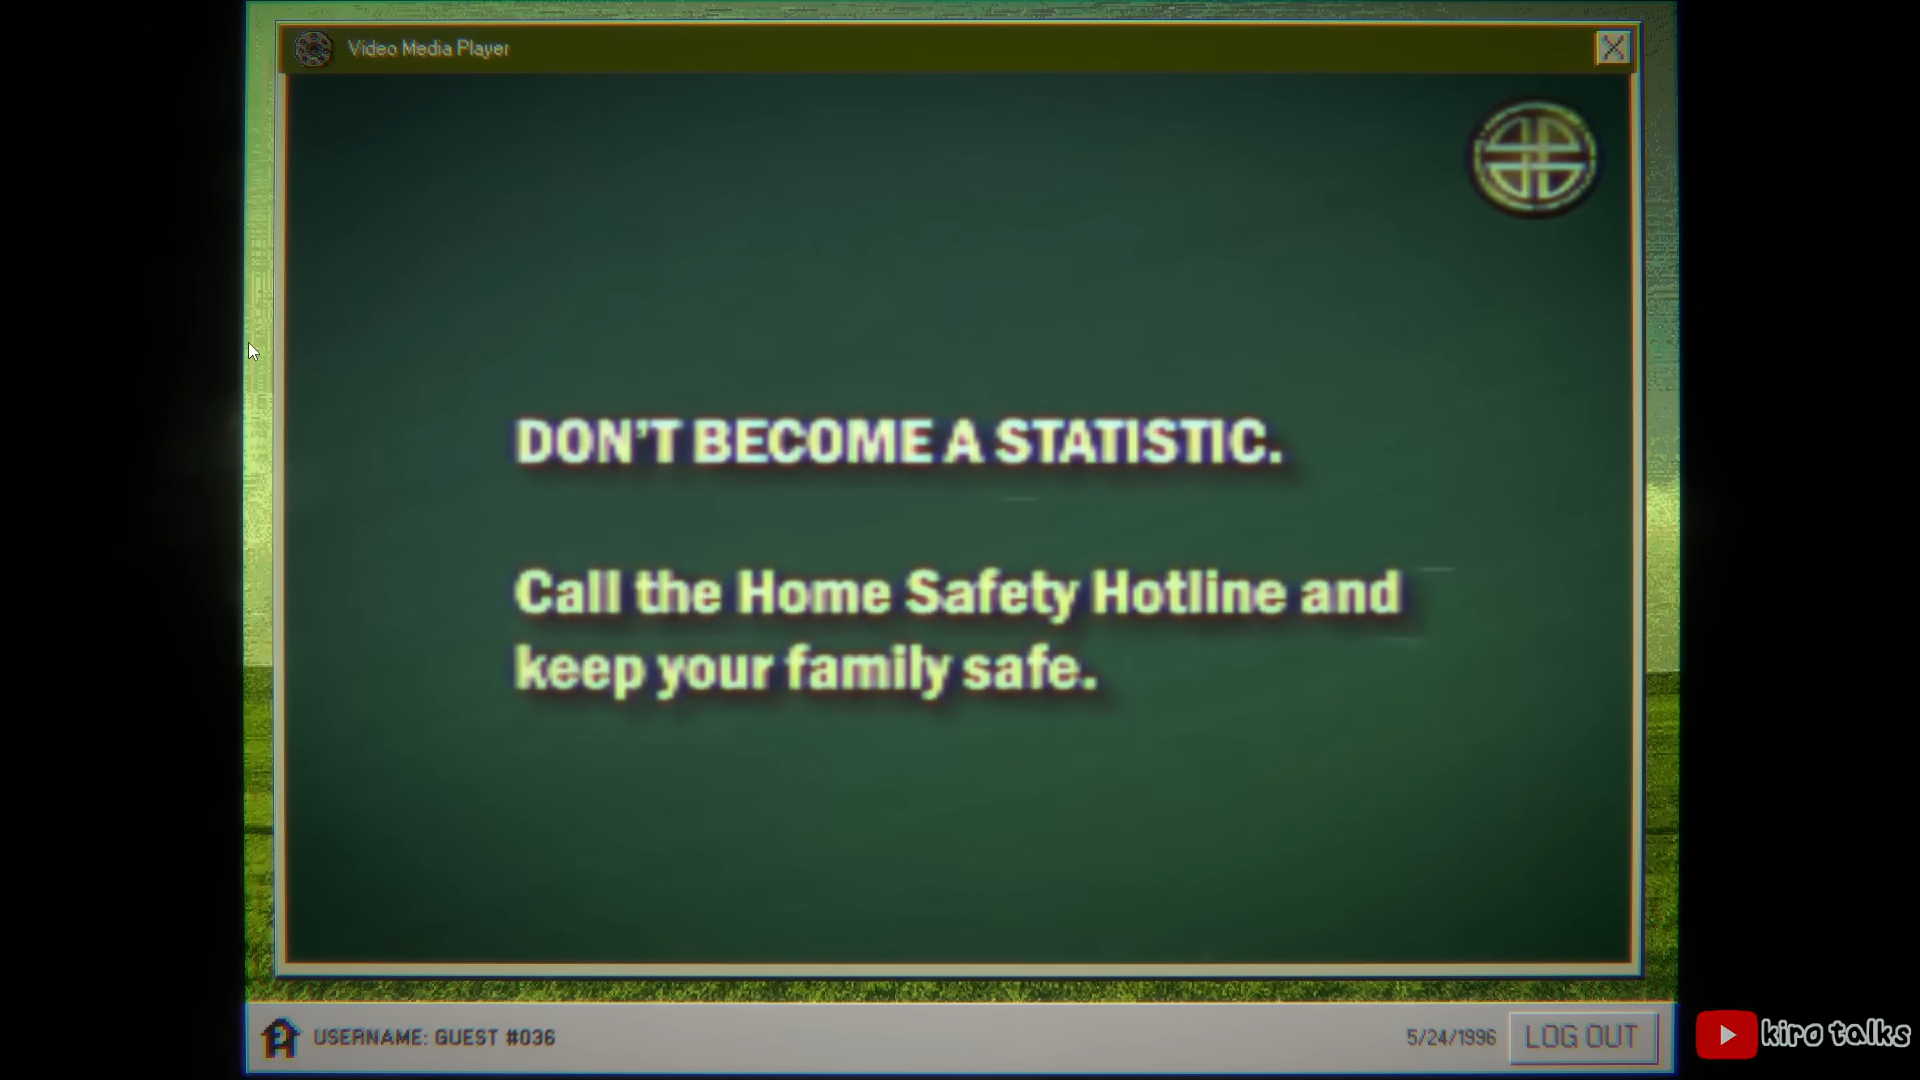 Video Media Player
DON'T BECOME A STATISTIC.
Call the Home Safety Hotline and
keep your family safe.
USERNAME: GUEST #036
5/24/1996
LOG OUT
kiro talks